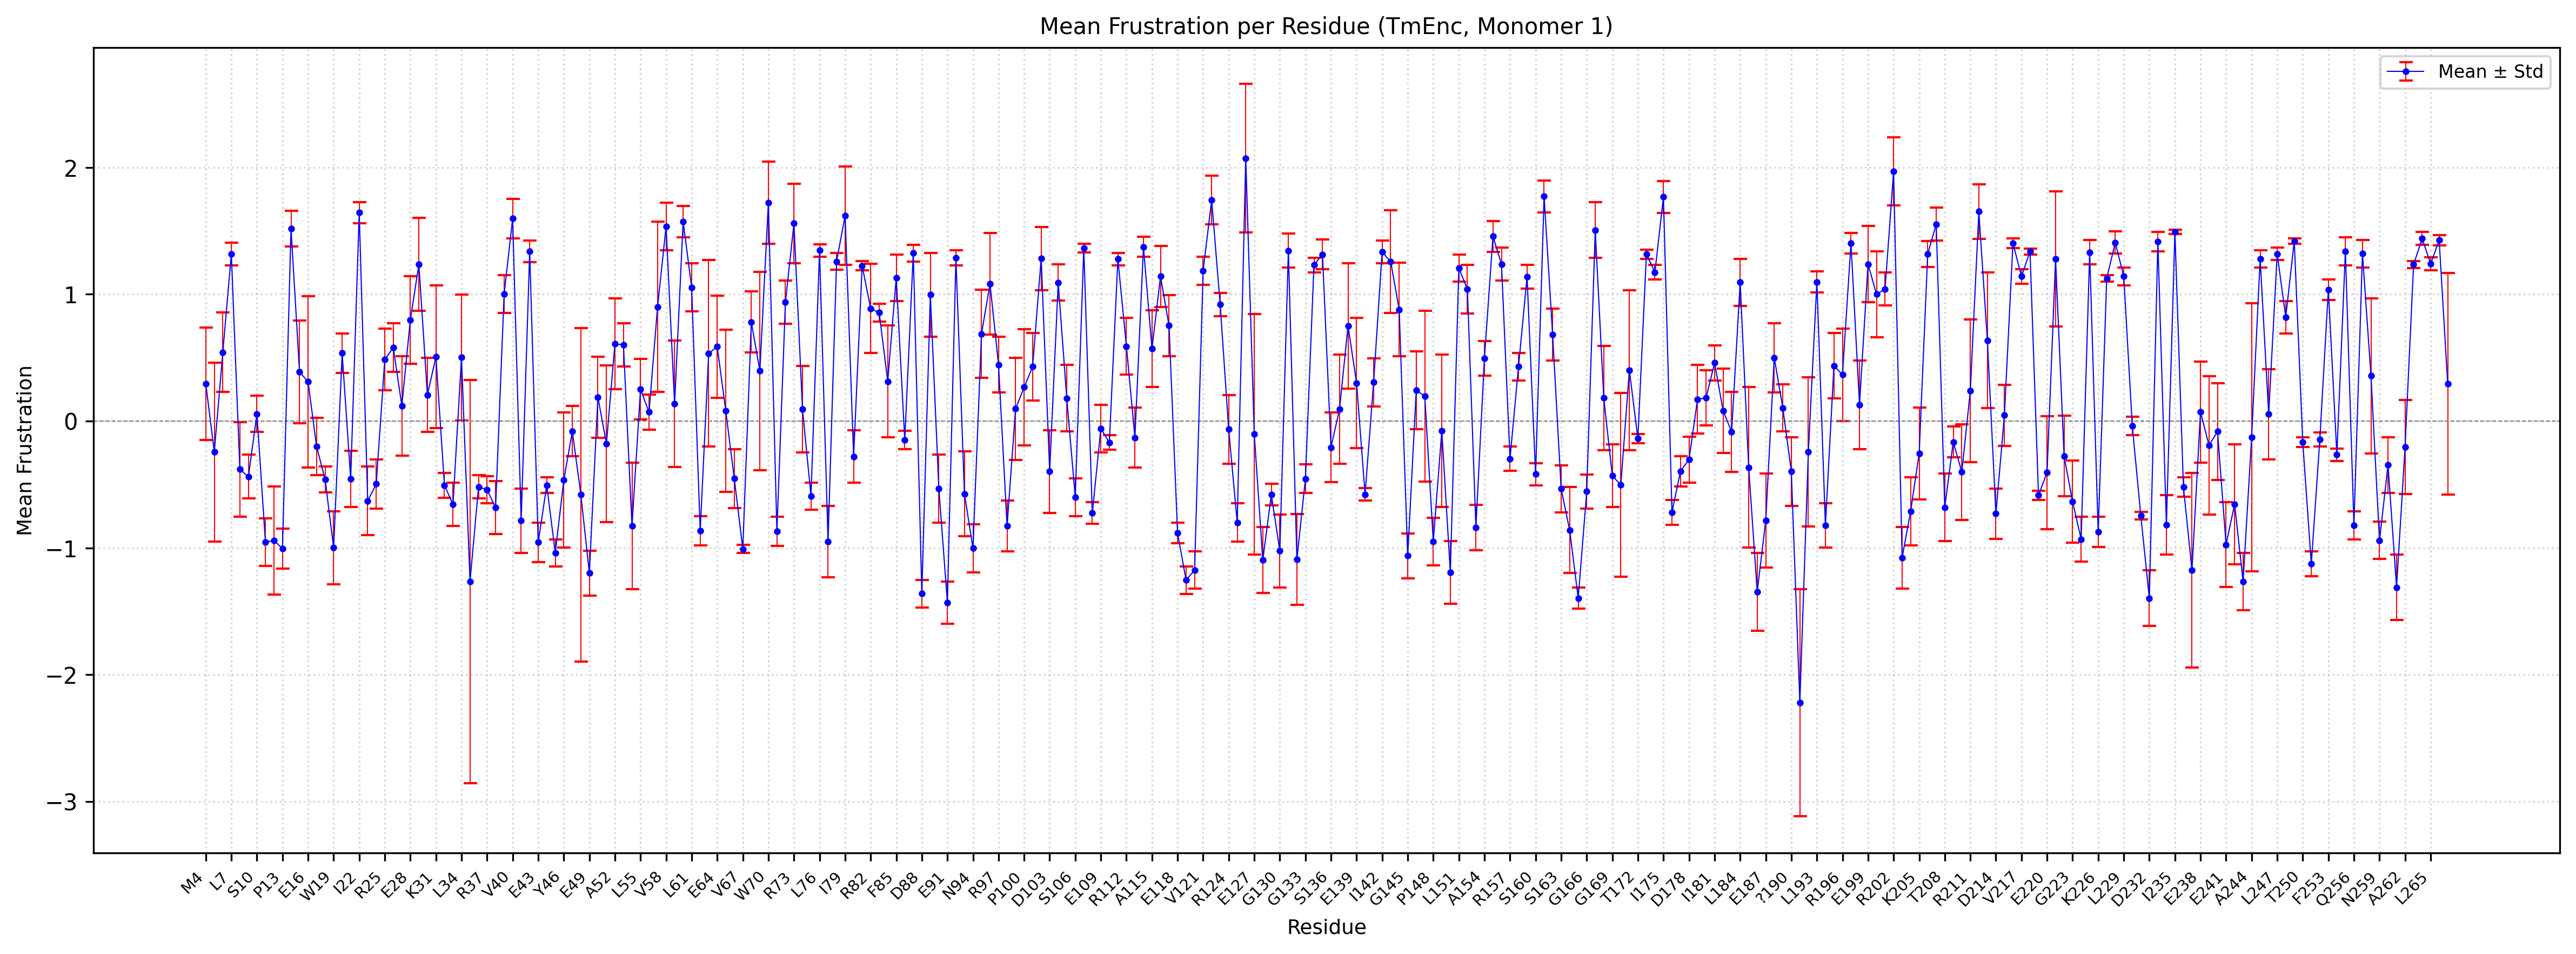 Mean Frustration per Residue (TmEnc, Monomer 1)
Mean ± Std
Mean Frustration
2
1
0
−1
−2
−3
M4 L7 S10 P13 E16 W19 I22 R25 E28 K31 L34 R37 V40 E43 Y46 E49 A52 L55 V58 L61 E64 V67 W70 R73 L76 I79 R82 F85 D88 E91 N94 R97 P100 D103 S106 E109 R112 A115 E118 V121 R124 E127 G130 G133 S136 E139 I142 G145 P148 L151 A154 R157 S160 S163 G166 G169 T172 I175 D178 I181 L184 E187 ?190 L193 R196 E199 R202 K205 T208 R211 D214 V217 E220 G223 K226 L229 D232 I235 E238 E241 A244 L247 T250 F253 Q256 N259 A262 L265
Residue